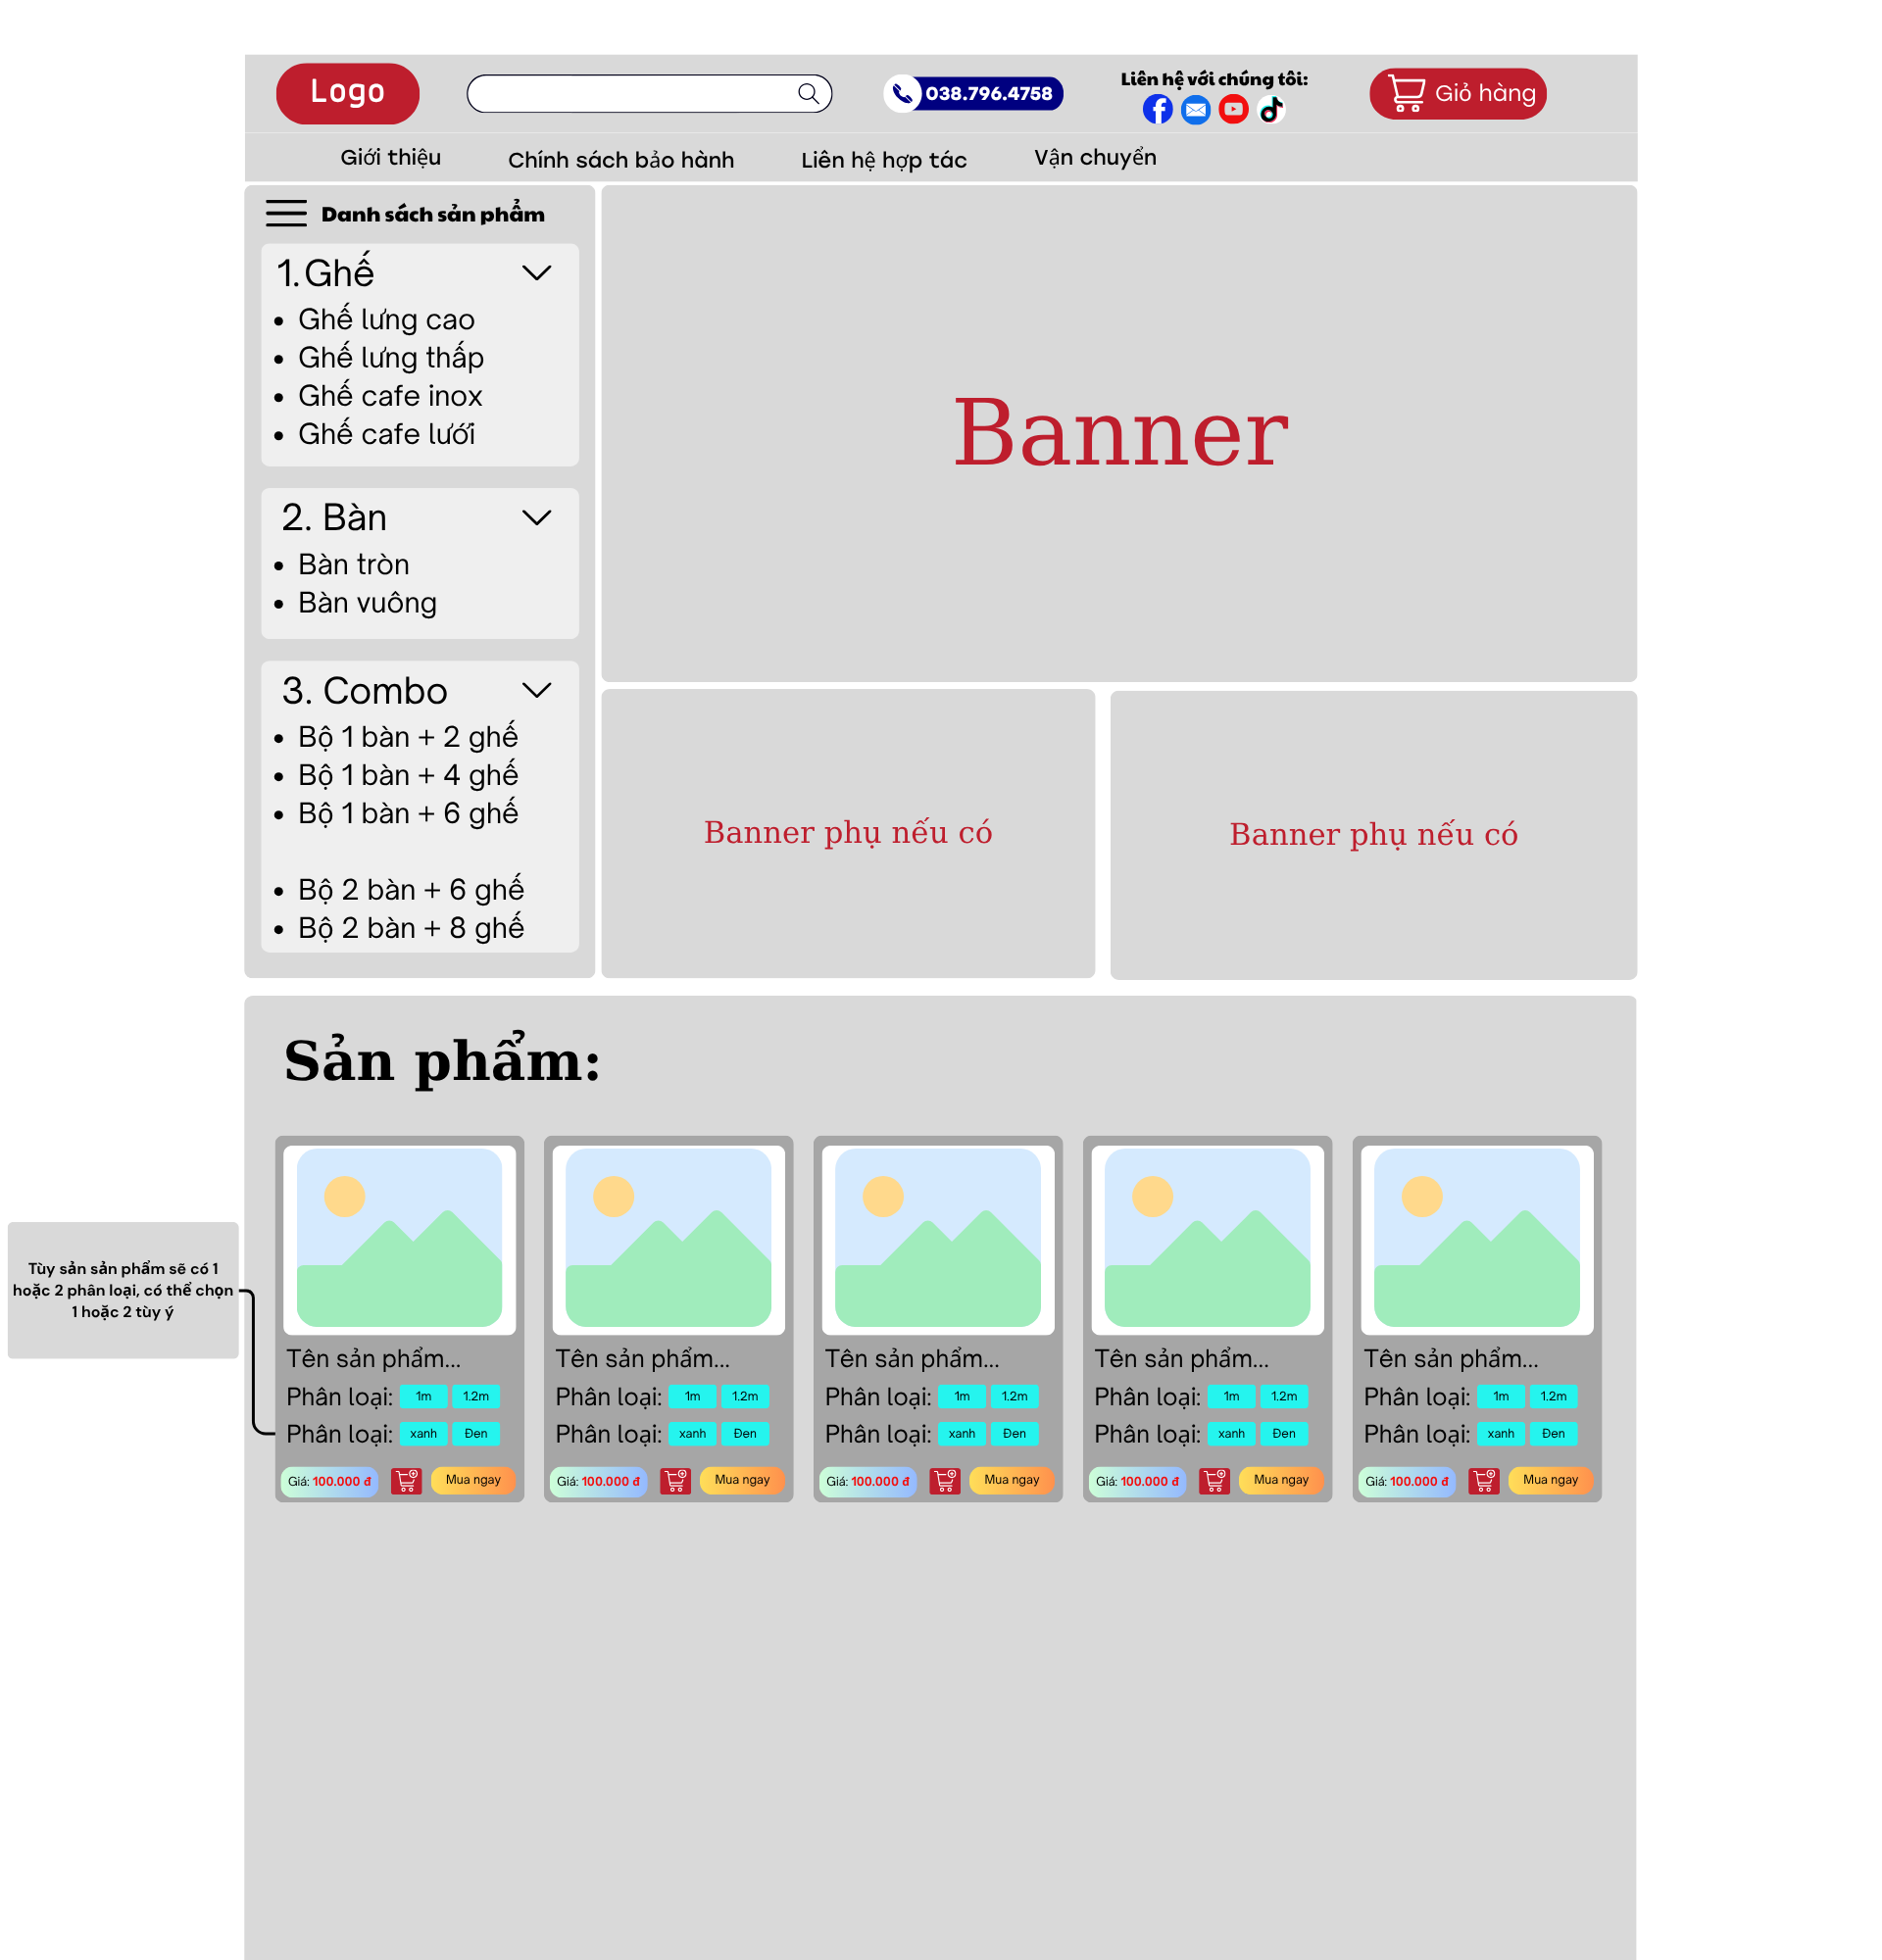 Logo
038.796.4758
Liên hệ với chúng tôi:
Giỏ hàng
Giới thiệu
Chính sách bảo hành
Liên hệ hợp tác
Vận chuyển
Danh sách sản phẩm
1. Ghế
• Ghế lưng cao
• Ghế lưng thấp
• Ghế cafe inox
• Ghế cafe lưới
2. Bàn
• Bàn tròn
• Bàn vuông
3. Combo
• Bộ 1 bàn + 2 ghế
• Bộ 1 bàn + 4 ghế
• Bộ 1 bàn + 6 ghế
• Bộ 2 bàn + 6 ghế
• Bộ 2 bàn + 8 ghế
Banner
Banner phụ nếu có
Banner phụ nếu có
Sản phẩm:
Tùy sản sản phẩm sẽ có 1
hoặc 2 phân loại, có thể chọn
1 hoặc 2 tùy ý
Tên sản phẩm...
Phân loại: 1m 1.2m
Phân loại: xanh Đen
Giá: 100.000 đ Mua ngay
Tên sản phẩm...
Phân loại: 1m 1.2m
Phân loại: xanh Đen
Giá: 100.000 đ Mua ngay
Tên sản phẩm...
Phân loại: 1m 1.2m
Phân loại: xanh Đen
Giá: 100.000 đ Mua ngay
Tên sản phẩm...
Phân loại: 1m 1.2m
Phân loại: xanh Đen
Giá: 100.000 đ Mua ngay
Tên sản phẩm...
Phân loại: 1m 1.2m
Phân loại: xanh Đen
Giá: 100.000 đ Mua ngay